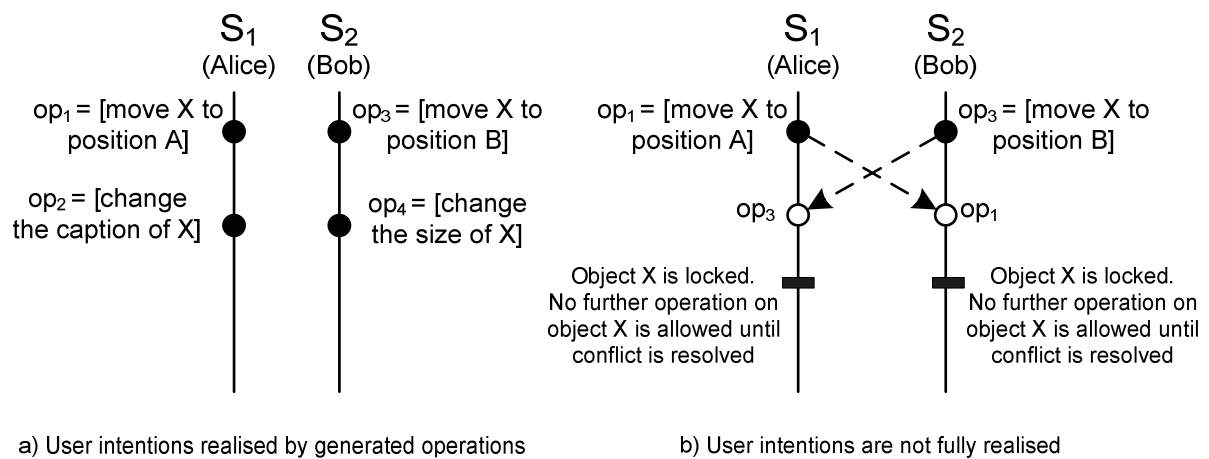 S₁
(Alice)
S₂
(Bob)
op₁ = [move X to
position A]
op₃ = [move X to
position B]
op₂ = [change
the caption of X]
op₄ = [change
the size of X]
a) User intentions realised by generated operations
S₁
(Alice)
S₂
(Bob)
op₁ = [move X to
position A]
op₃ = [move X to
position B]
op₃
op₁
Object X is locked.
No further operation on
object X is allowed until
conflict is resolved
Object X is locked.
No further operation on
object X is allowed until
conflict is resolved
b) User intentions are not fully realised